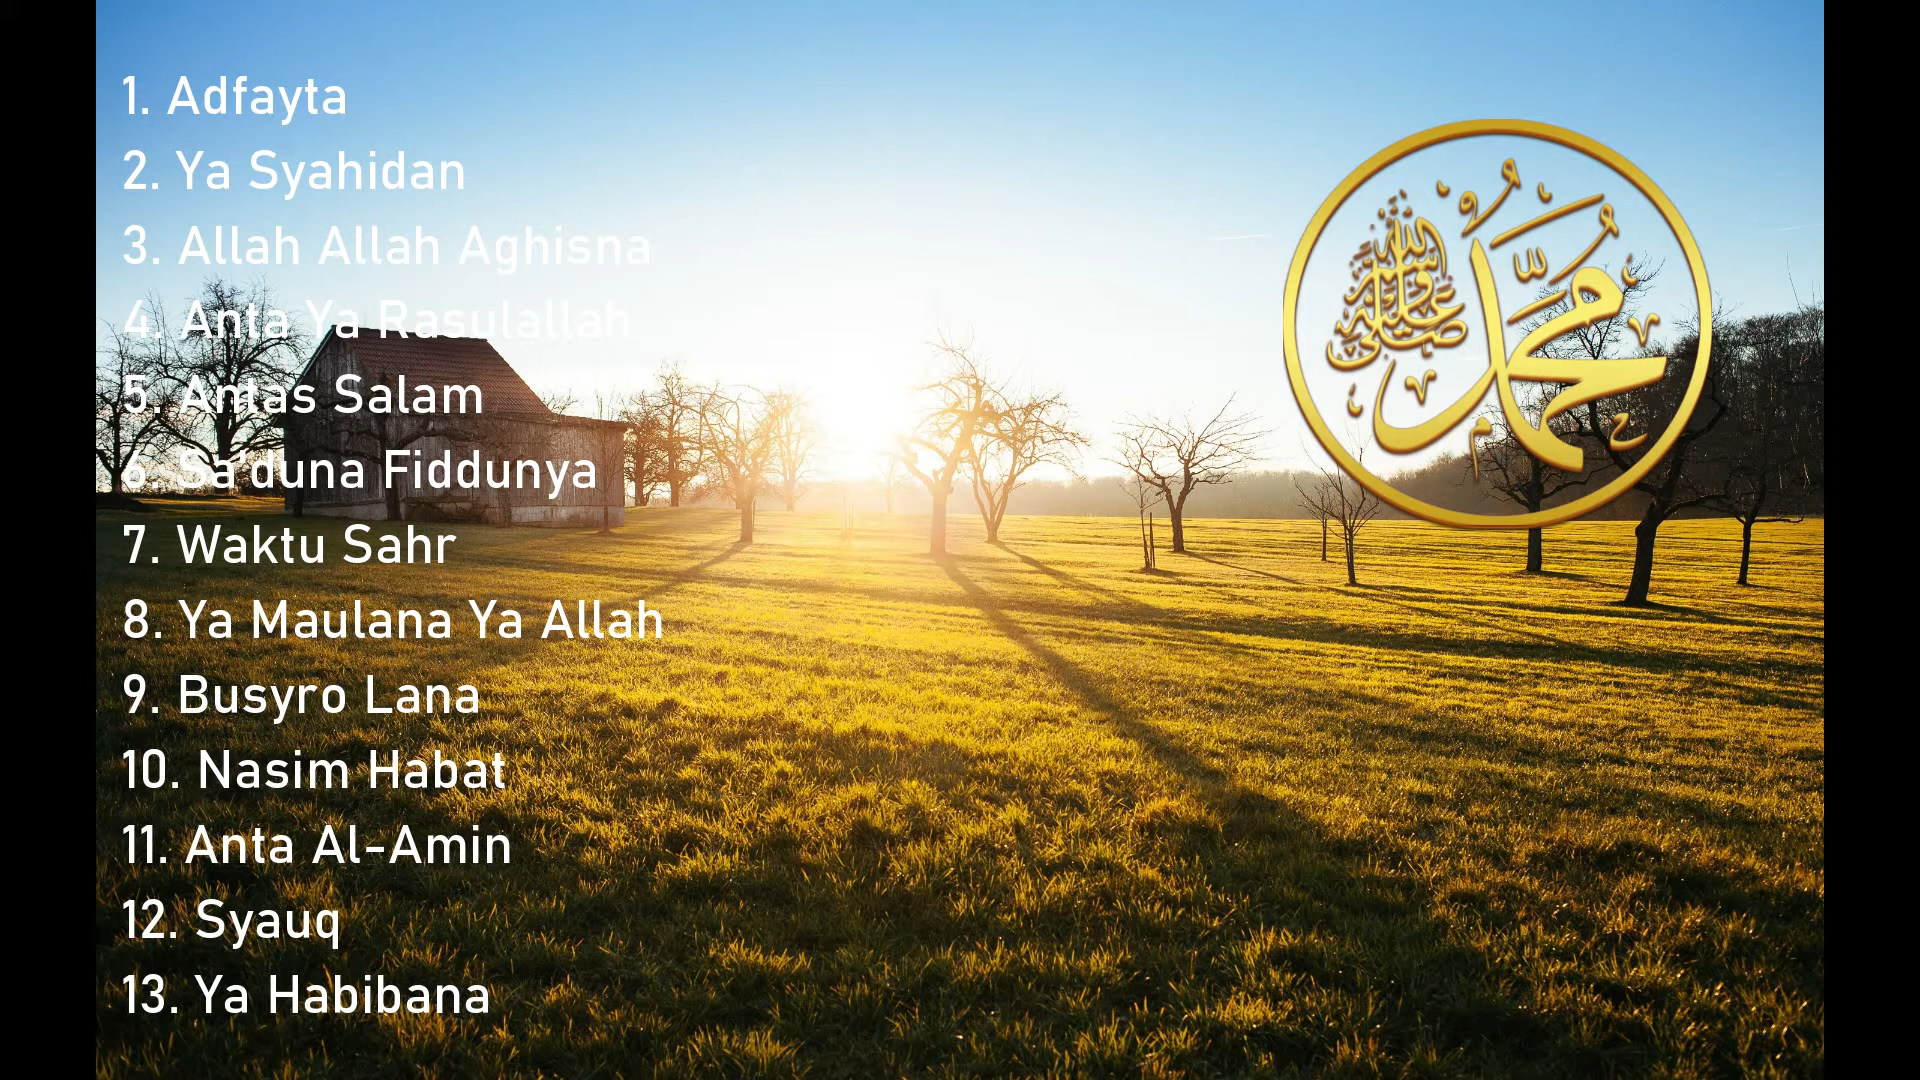 1. Adfayta
2. Ya Syahidan
3. Allah Allah Aghisna
4. Anta Ya Rasulallah
5. Antas Salam
6. Sa'duna Fiddunya
7. Waktu Sahr
8. Ya Maulana Ya Allah
9. Busyro Lana
10. Nasim Habat
11. Anta Al-Amin
12. Syauq
13. Ya Habibana
محمد
صلى الله عليه وسلم